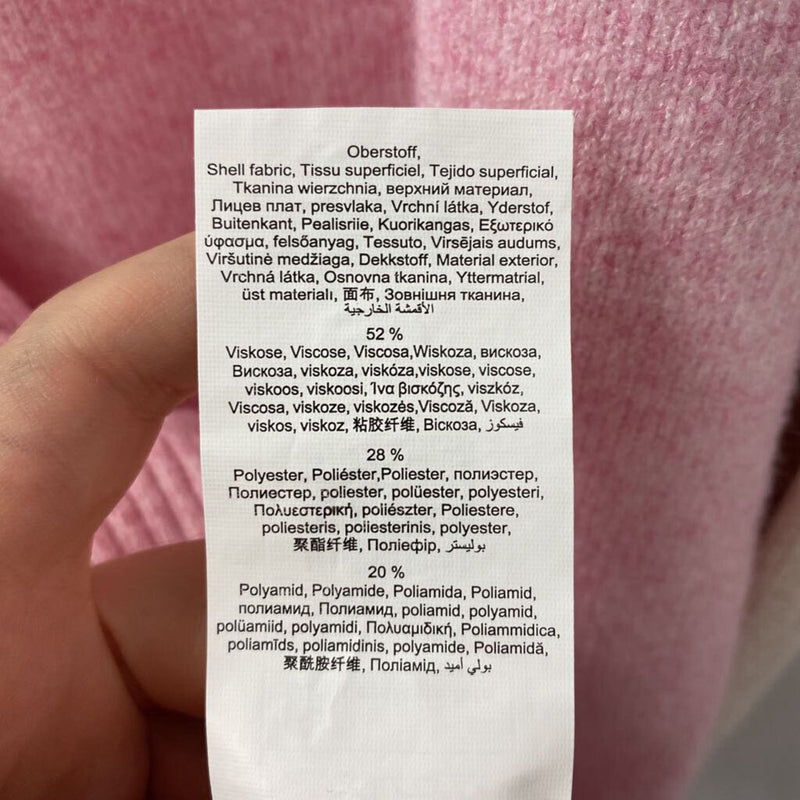 Oberstoff,
Shell fabric, Tissu superficiel, Tejido superficial,
Tkanina wierzchnia, верхний материал,
Лицев плат, presvlaka, Vrchní látka, Yderstof,
Buitenkant, Pealisriie, Kuorikangas, Εξωτερικό
ύφασμα, felsőanyag, Tessuto, Virsējais audums,
Viršutinė medžiaga, Dekkstoff, Material exterior,
Vrchná látka, Osnovna tkanina, Yttermatrial,
üst materialı, 面布, Зовнішня тканина,
الأقمشة الخارجية
52 %
Viskose, Viscose, Viscosa,Wiskoza, вискоза,
Вискоза, viskoza, viskóza,viskose, viscose,
viskoos, viskoosi, Ίνα βισκόζης, viszkóz,
Viscosa, viskoze, viskozės,Viscoză, Viskoza,
viskos, viskoz, 粘胶纤维, Віскоза, فيسكوز
28 %
Polyester, Poliéster,Poliester, полиэстер,
Полиестер, poliester, polüester, polyesteri,
Πολυεστερική, poliészter, Poliestere,
poliesteris, poiiesterinis, polyester,
聚酯纤维, Поліефір, بوليستر
20 %
Polyamid, Polyamide, Poliamida, Poliamid,
полиамид, Полиамид, poliamid, polyamid,
polüamiid, polyamidi, Πολυαμιδική, Poliammidica,
poliamīds, poliamidinis, polyamide, Poliamidă,
聚酰胺纤维, Поліамід, بولي أميد